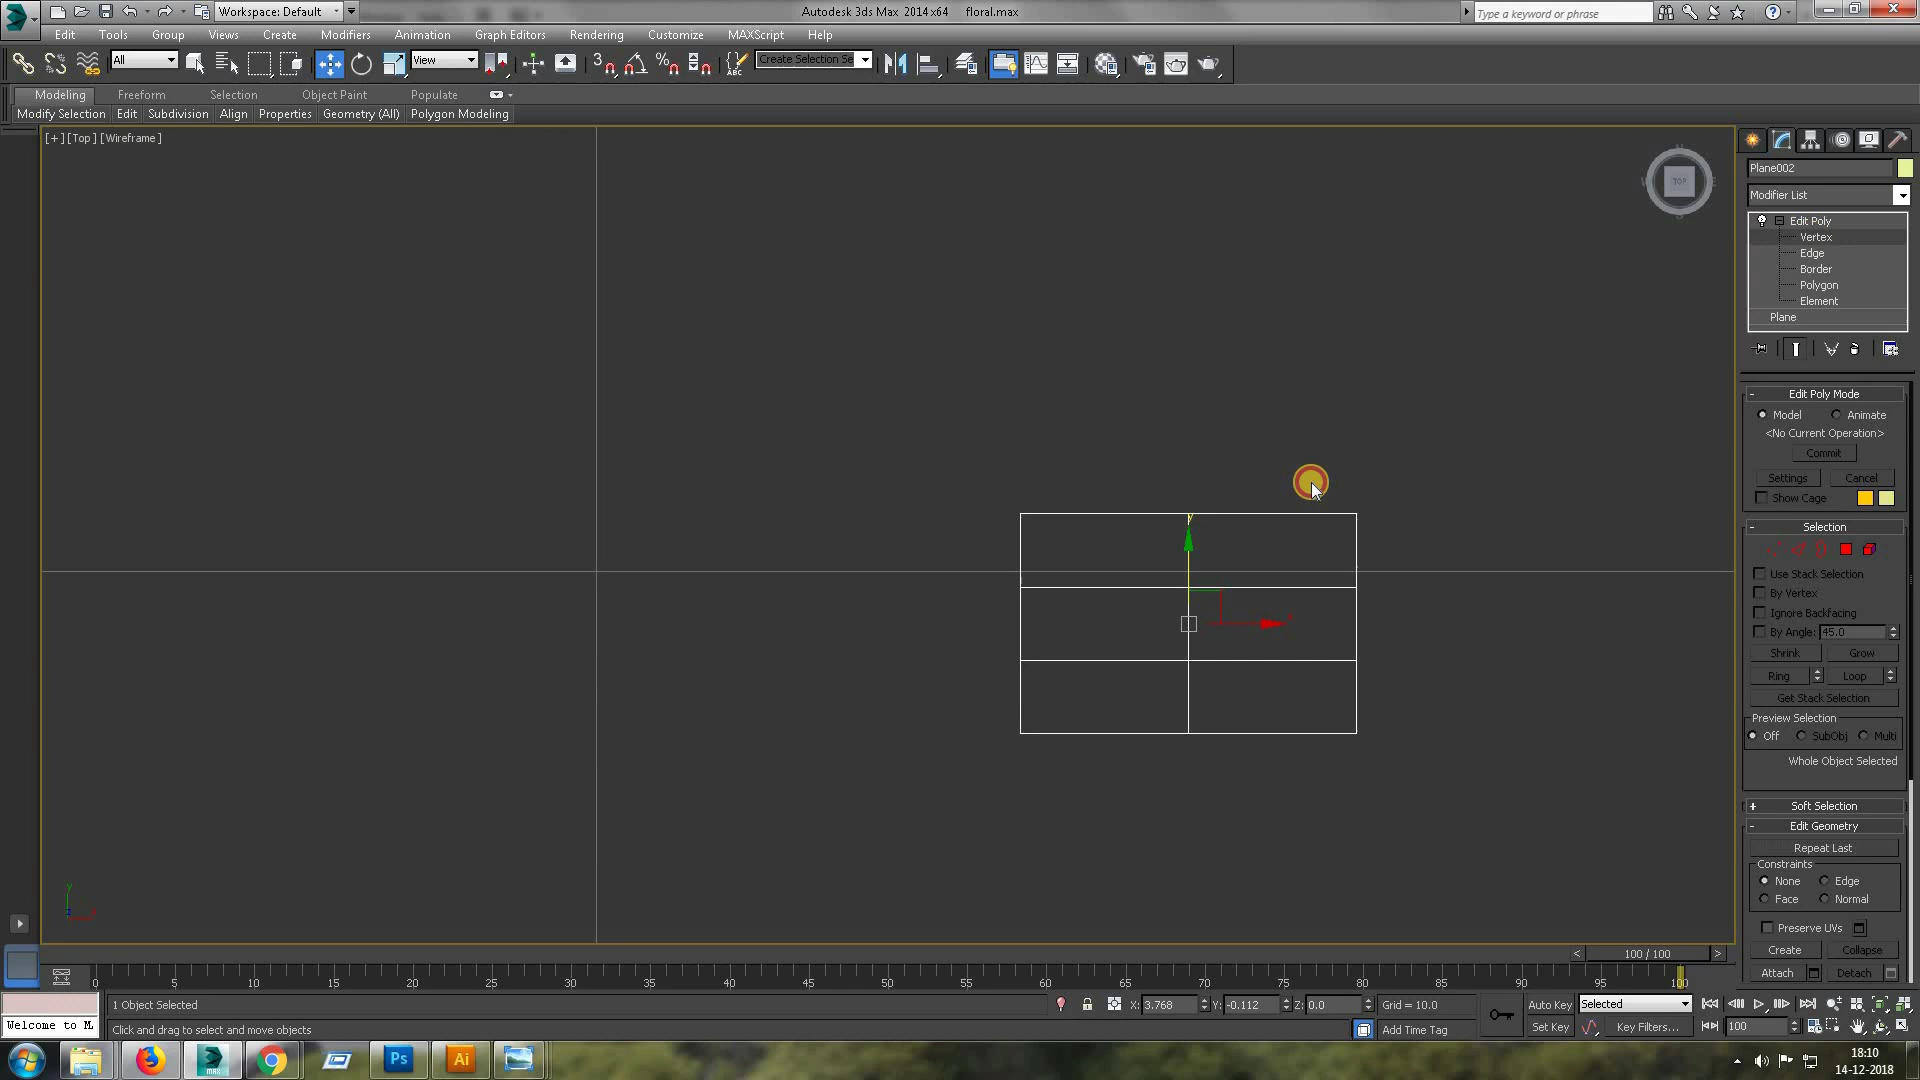 Workspace: Default
Autodesk 3ds Max 2014 x64 floral.max
Type a keyword or phrase
Edit Tools Group Views Create Modifiers Animation Graph Editors Rendering Customize MAXScript Help
All View Create Selection Se
Modeling Freeform Selection Object Paint Populate
Modify Selection Edit Subdivision Align Properties Geometry (All) Polygon Modeling
[+] [Top] [Wireframe]
TOP
Plane002
Modifier List
Edit Poly
Vertex
Edge
Border
Polygon
Element
Plane
- Edit Poly Mode
Model Animate
<No Current Operation>
Commit
Settings Cancel
Show Cage
- Selection
Use Stack Selection
By Vertex
Ignore Backfacing
By Angle: 45.0
Shrink Grow
Ring Loop
Get Stack Selection
Preview Selection
Off SubObj Multi
Whole Object Selected
+ Soft Selection
- Edit Geometry
Repeat Last
Constraints
None Edge
Face Normal
Preserve UVs
Create Collapse
Attach Detach
y
x
y
z
x
< 100 / 100 >
0 5 10 15 20 25 30 35 40 45 50 55 60 65 70 75 80 85 90 95 100
1 Object Selected
X: 3.768 Y: -0.112 Z: 0.0 Grid = 10.0
Auto Key Selected
Welcome to M
Click and drag to select and move objects
Add Time Tag
Set Key Key Filters... 100
MAX
Ps
Ai
18:10
14-12-2018